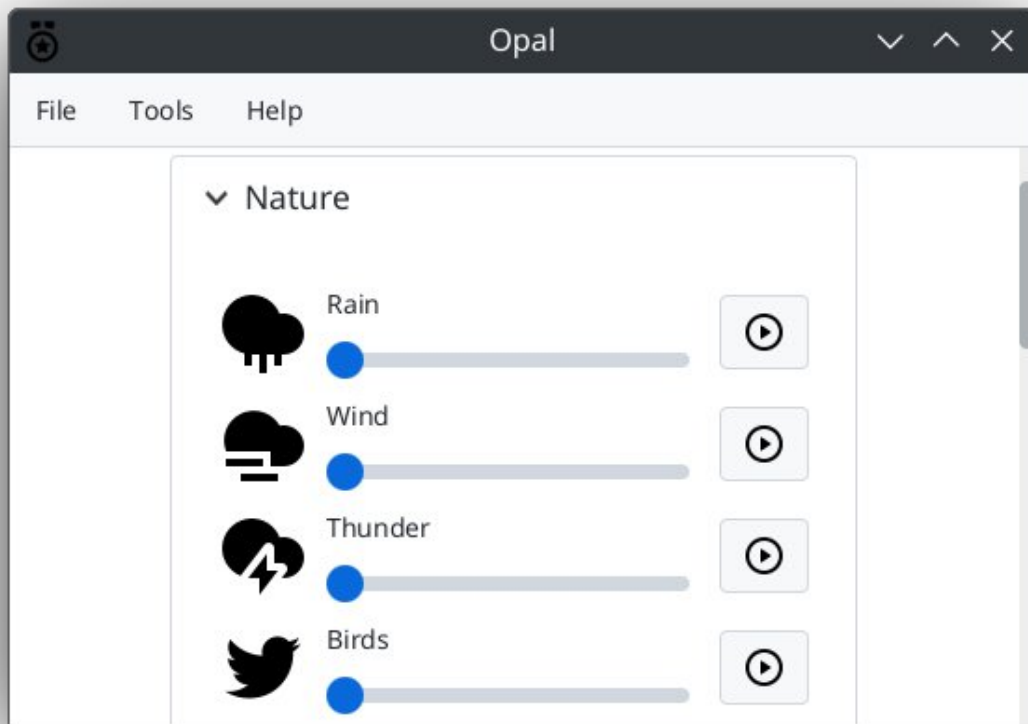 Opal
File Tools Help
Nature
Rain
Wind
Thunder
Birds